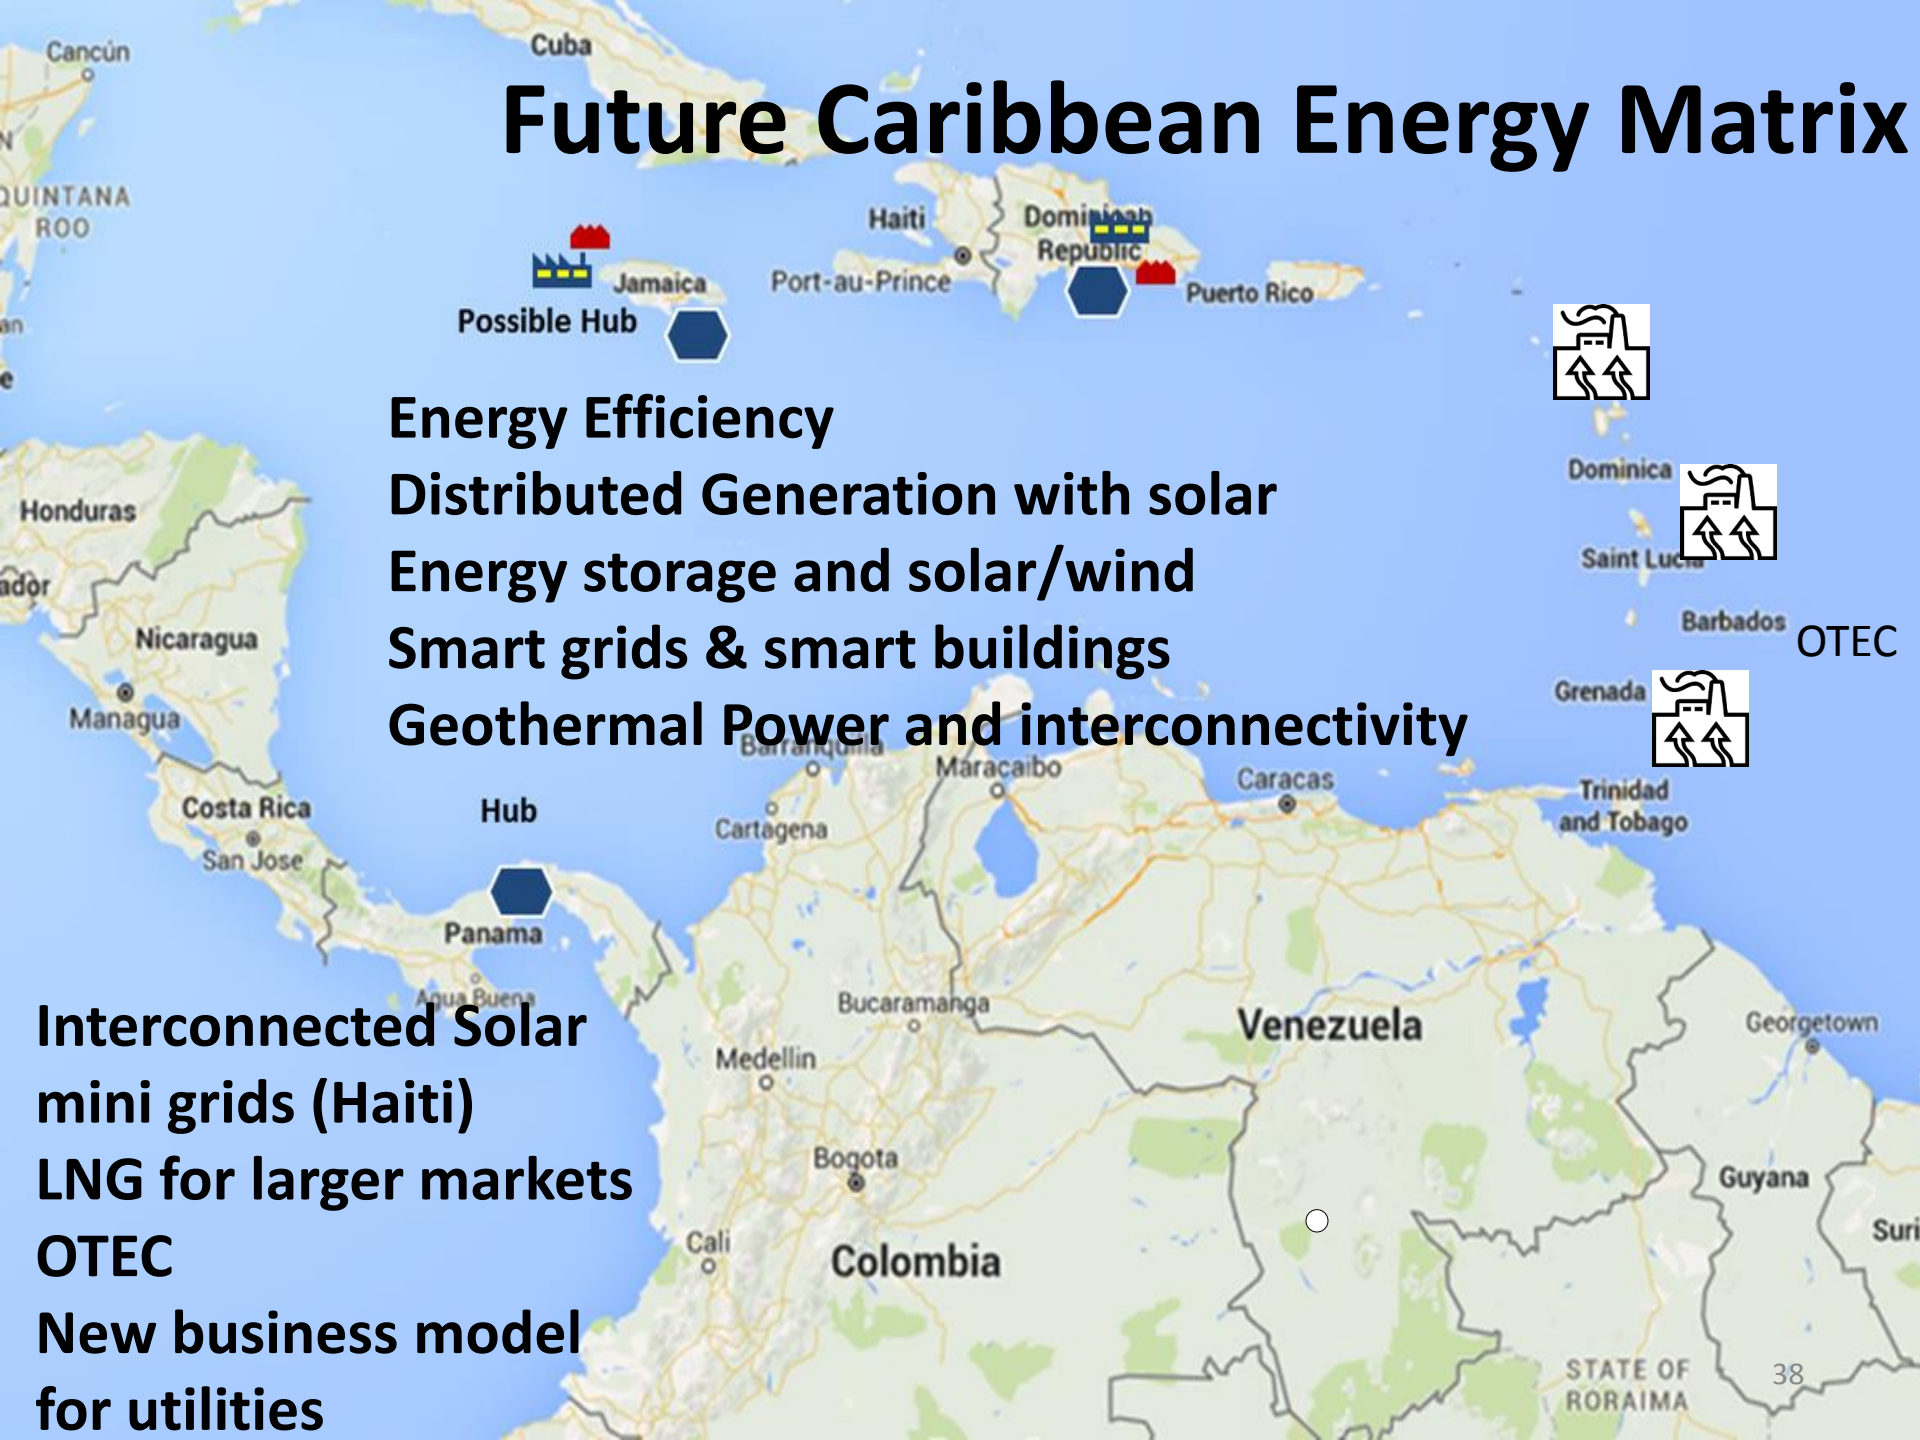 Cancún
Cuba
Future Caribbean Energy Matrix
QUINTANA
ROO
Haiti
Dominican
Republic
Jamaica
Port-au-Prince
Puerto Rico
Possible Hub
Energy Efficiency
Distributed Generation with solar
Dominica
Honduras
Energy storage and solar/wind
Saint Lucia
Smart grids & smart buildings
Barbados
OTEC
Nicaragua
Grenada
Managua
Geothermal Power and interconnectivity
Barranquilla
Maracaibo
Caracas
Trinidad
and Tobago
Costa Rica
Hub
Cartagena
San Jose
Panama
Agua Buena
Bucaramanga
Venezuela
Georgetown
Interconnected Solar
mini grids (Haiti)
Medellin
Bogota
Guyana
LNG for larger markets
Suri
Cali
Colombia
OTEC
New business model
for utilities
STATE OF
RORAIMA
38